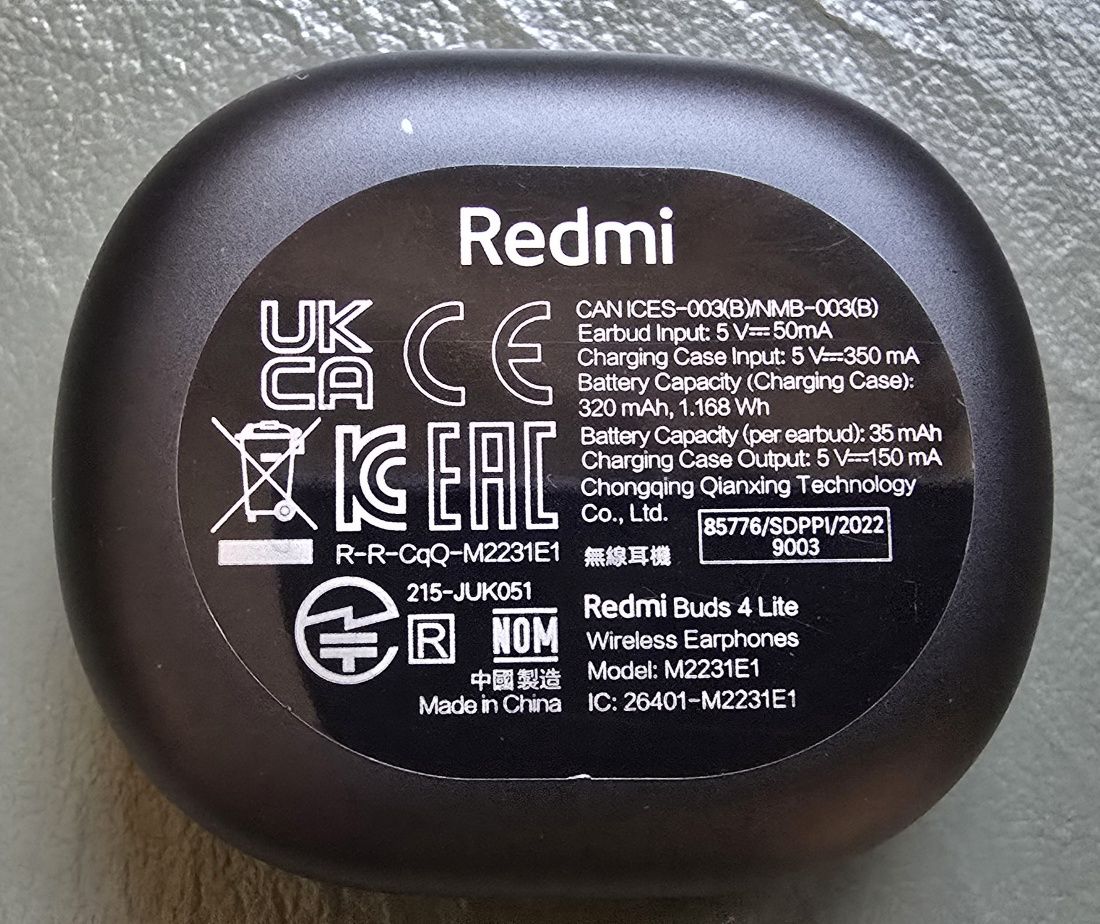 Redmi
UK
CA
CE
CAN ICES-003(B)/NMB-003(B)
Earbud Input: 5 V⎓50mA
Charging Case Input: 5 V⎓350 mA
Battery Capacity (Charging Case):
320 mAh, 1.168 Wh
Battery Capacity (per earbud): 35 mAh
Charging Case Output: 5 V⎓150 mA
Chongqing Qianxing Technology
Co., Ltd.
85776/SDPPI/2022
9003
無線耳機
KC EAC
R-R-CqQ-M2231E1
215-JUK051
R NOM
中國製造
Made in China
Redmi Buds 4 Lite
Wireless Earphones
Model: M2231E1
IC: 26401-M2231E1